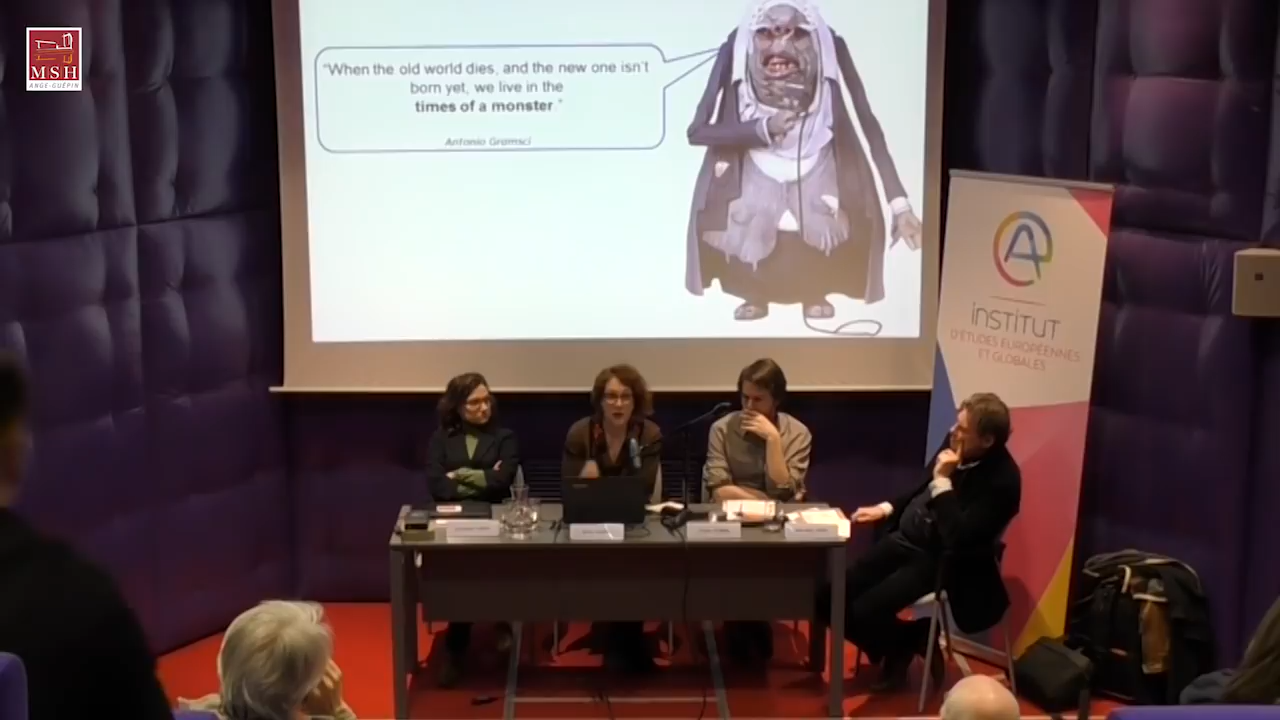 MSH
ANGE-GUÉPIN
"When the old world dies, and the new one isn't
born yet, we live in the
times of a monster."
Antonio Gramsci
iNSTiTUT
D'ÉTUDES EUROPÉENNES
ET GLOBALES